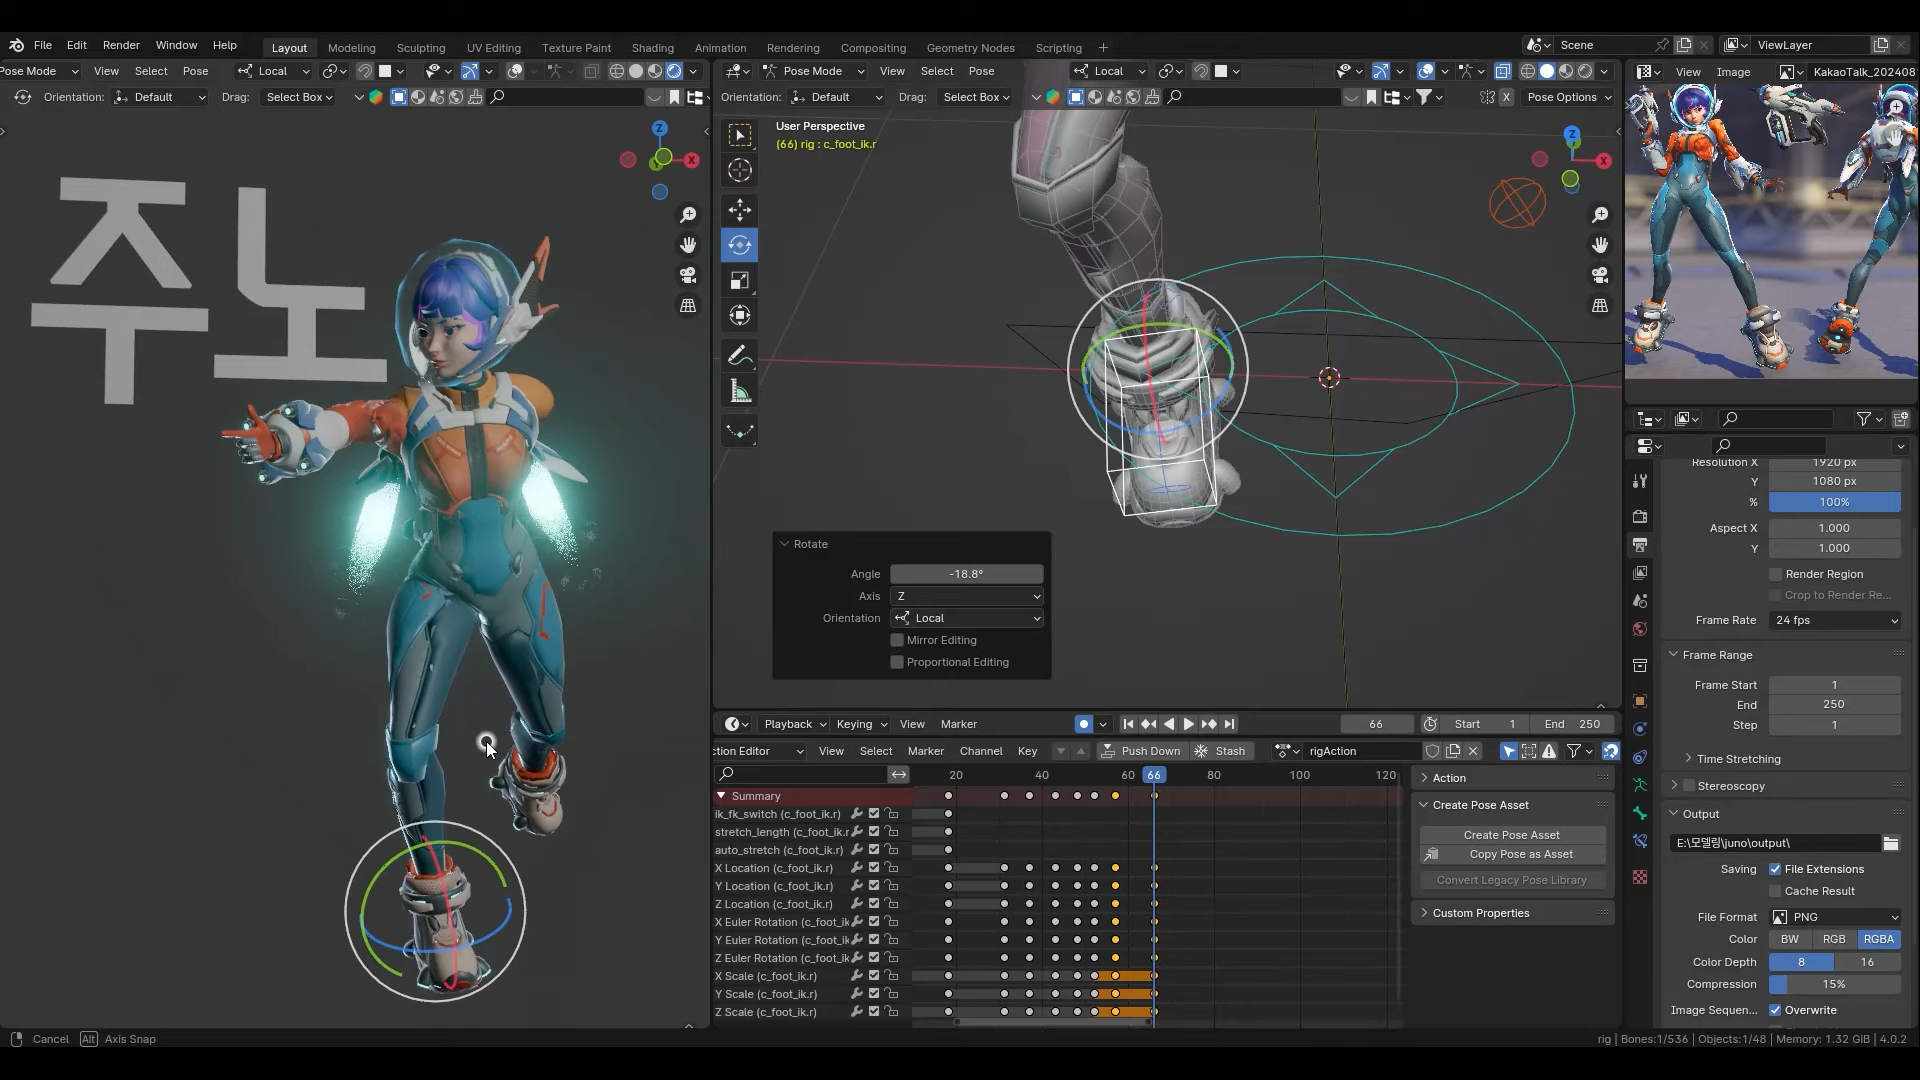 File Edit Render Window Help Layout Modeling Sculpting UV Editing Texture Paint Shading Animation Rendering Compositing Geometry Nodes Scripting + Scene ViewLayer
Pose Mode View Select Pose Local
Pose Mode View Select Pose Local
View Image KakaoTalk_202408
Orientation: Default Drag: Select Box
Orientation: Default Drag: Select Box X Pose Options
User Perspective
(66) rig : c_foot_ik.r
Z
X
Y
Z
X
주노
Rotate
Angle -18.8°
Axis Z
Orientation Local
Mirror Editing
Proportional Editing
Resolution X 1920 px
Y 1080 px
% 100%
Aspect X 1.000
Y 1.000
Render Region
Crop to Render Re...
Frame Rate 24 fps
Frame Range
Frame Start 1
End 250
Step 1
Time Stretching
Stereoscopy
Output
E:\모델링\juno\output\
Saving File Extensions
Cache Result
File Format PNG
Color BW RGB RGBA
Color Depth 8 16
Compression 15%
Image Sequen... Overwrite
Playback Keying View Marker 66 Start 1 End 250
ction Editor View Select Marker Channel Key Push Down Stash rigAction
20 40 60 66 80 100 120
Summary
ik_fk_switch (c_foot_ik.r)
stretch_length (c_foot_ik.r
auto_stretch (c_foot_ik.r)
X Location (c_foot_ik.r)
Y Location (c_foot_ik.r)
Z Location (c_foot_ik.r)
X Euler Rotation (c_foot_ik
Y Euler Rotation (c_foot_ik
Z Euler Rotation (c_foot_ik
X Scale (c_foot_ik.r)
Y Scale (c_foot_ik.r)
Z Scale (c_foot_ik.r)
Action
Create Pose Asset
Create Pose Asset
Copy Pose as Asset
Convert Legacy Pose Library
Custom Properties
Cancel Alt Axis Snap
rig | Bones:1/536 | Objects:1/48 | Memory: 1.32 GiB | 4.0.2